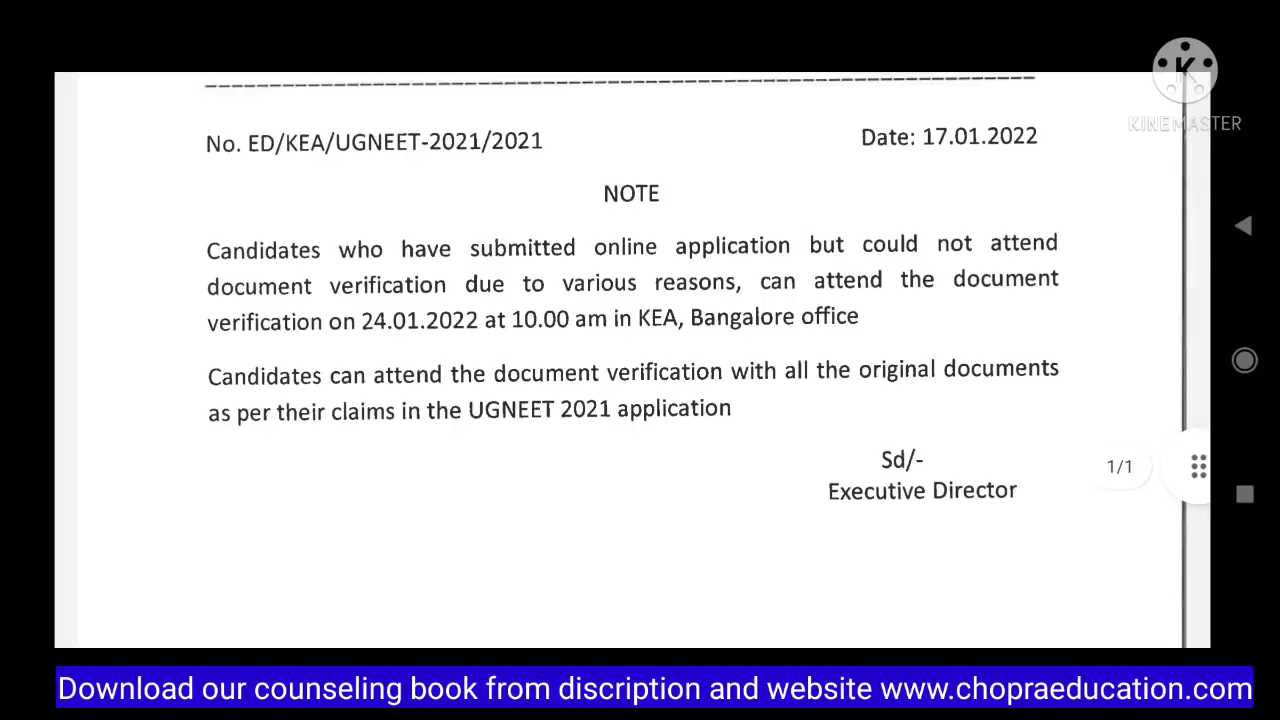 No. ED/KEA/UGNEET-2021/2021 Date: 17.01.2022
K
KINEMASTER
NOTE
Candidates who have submitted online application but could not attend
document verification due to various reasons, can attend the document
verification on 24.01.2022 at 10.00 am in KEA, Bangalore office
Candidates can attend the document verification with all the original documents
as per their claims in the UGNEET 2021 application
Sd/-
1/1
Executive Director
Download our counseling book from discription and website www.chopraeducation.com